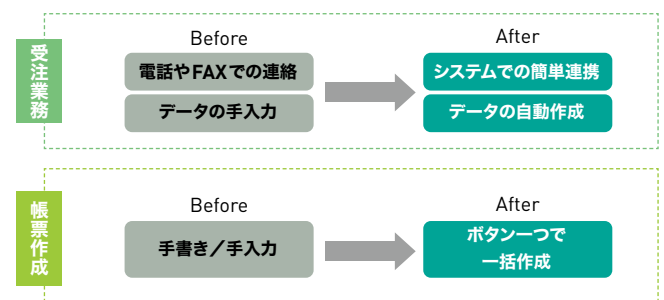 受注業務
Before
After
電話やFAXでの連絡
システムでの簡単連携
データの手入力
データの自動作成
帳票作成
Before
After
手書き／手入力
ボタン一つで
一括作成